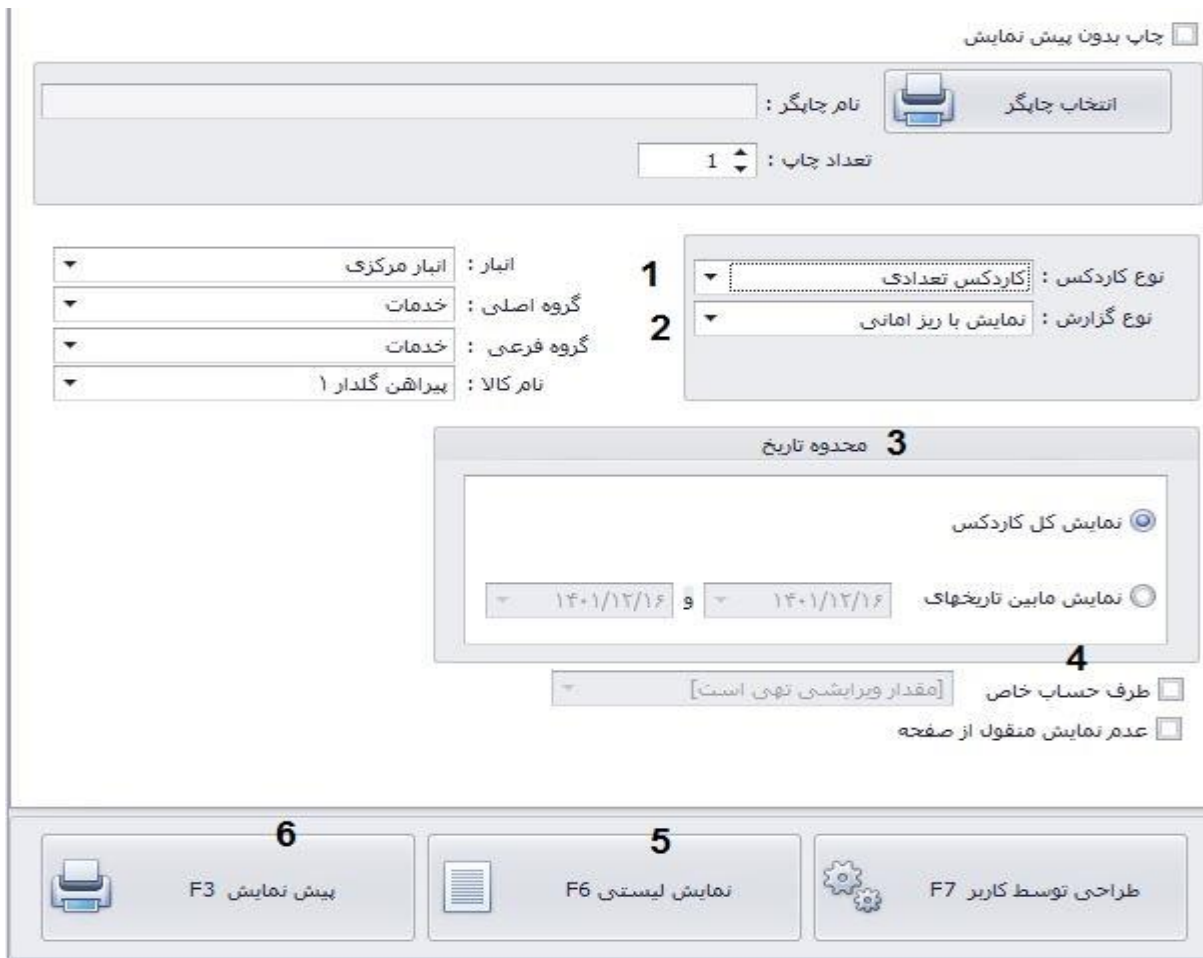 چاپ بدون پیش نمایش
انتخاب چاپگر
نام چاپگر :
تعداد چاپ : 1
نوع کاردکس : کاردکس تعدادی 1
نوع گزارش : نمایش با ریز امانی 2
انبار : انبار مرکزی
گروه اصلی : خدمات
گروه فرعی : خدمات
نام کالا : پیراهن گلدار ۱
3 محدوه تاریخ
نمایش کل کاردکس
نمایش مابین تاریخهای ۱۴۰۱/۱۲/۱۶ و ۱۴۰۱/۱۲/۱۶
4
طرف حساب خاص [مقدار ویرایشی تهی است]
عدم نمایش منقول از صفحه
طراحی توسط کاربر F7
5
نمایش لیستی F6
6
پیش نمایش F3